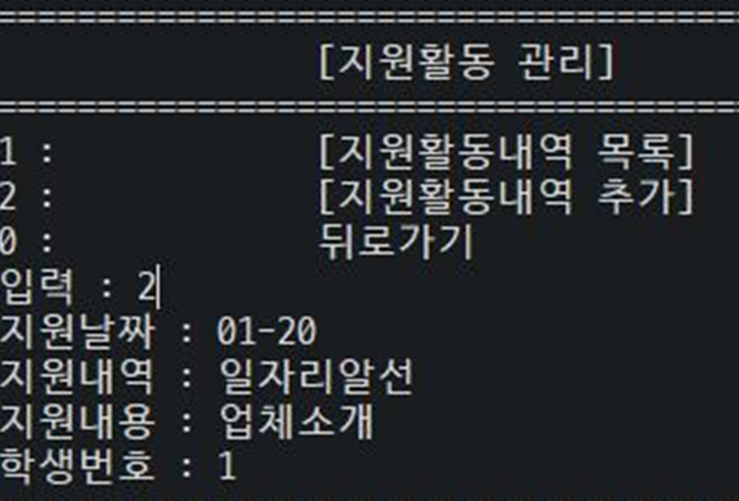 ==================================================
[지원활동 관리]
==================================================
1 : [지원활동내역 목록]
2 : [지원활동내역 추가]
0 : 뒤로가기
입력 : 2
지원날짜 : 01-20
지원내역 : 일자리알선
지원내용 : 업체소개
학생번호 : 1